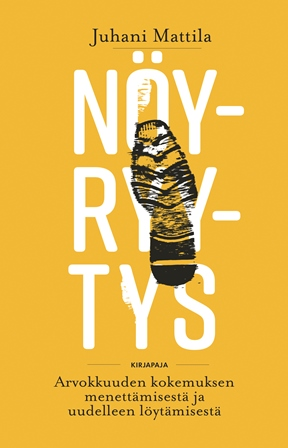 Juhani Mattila
NÖY-
RYY-
TYS
KIRJAPAJA
Arvokkuuden kokemuksen
menettämisestä ja
uudelleen löytämisestä